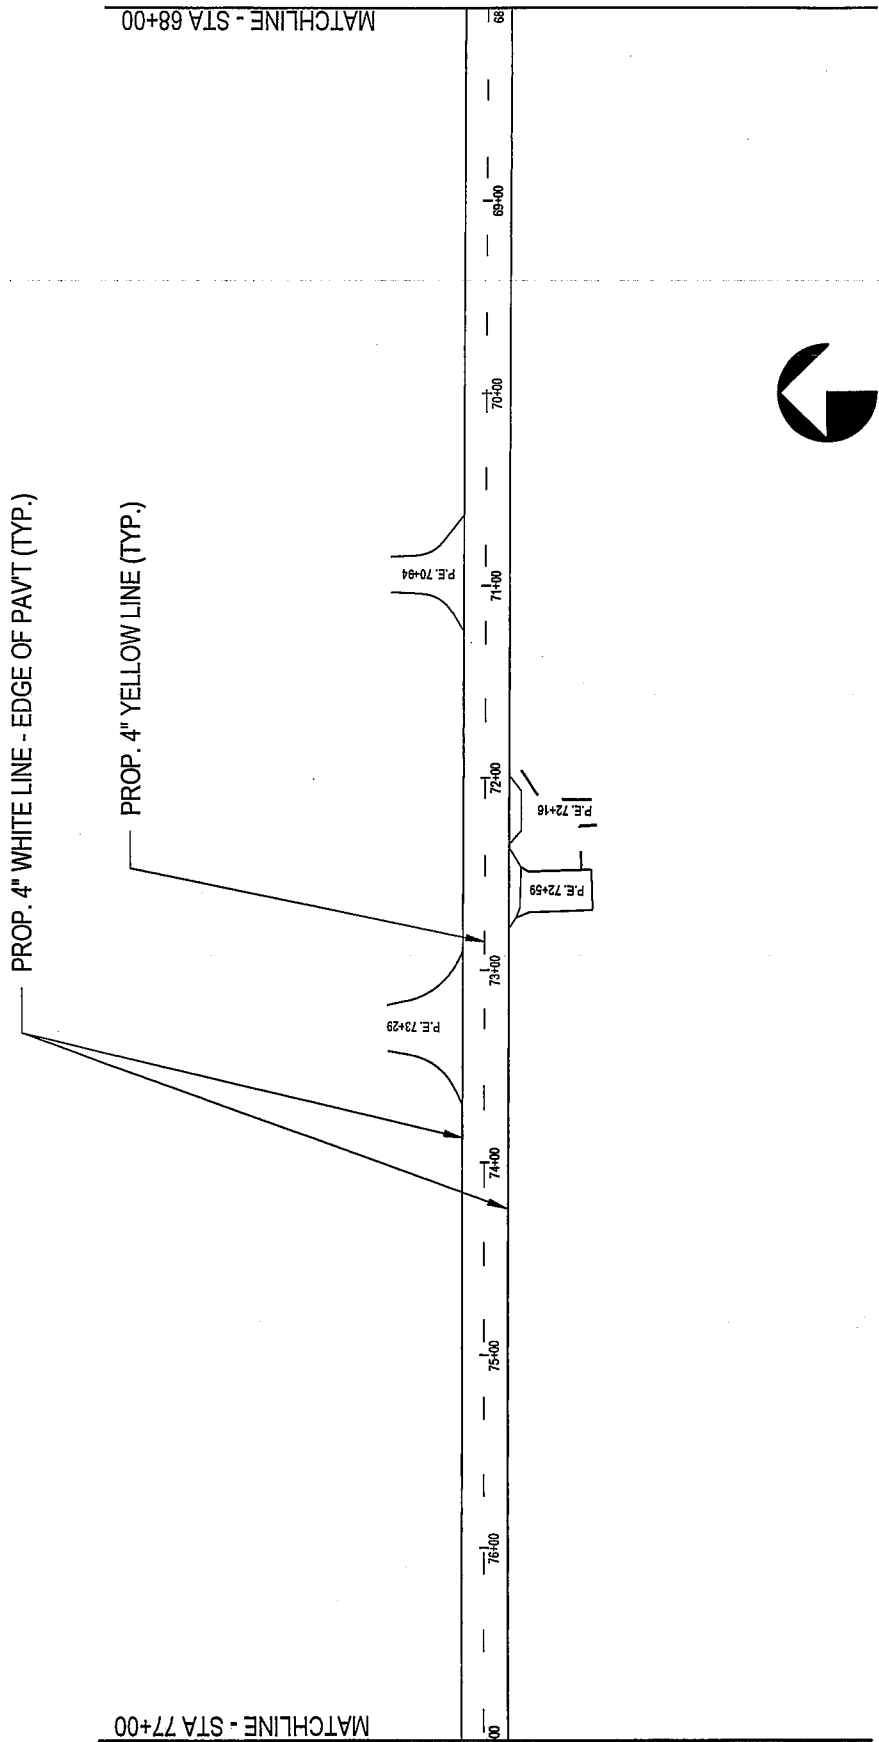 MATCHLINE - STA 68+00
68
69+00
70+00
PROP. 4" WHITE LINE - EDGE OF PAV'T (TYP.)
PROP. 4" YELLOW LINE (TYP.)
P.E. 70+94
71+00
72+00
P.E. 72+16
P.E. 72+59
73+00
P.E. 73+29
74+00
75+00
76+00
MATCHLINE - STA 77+00
00